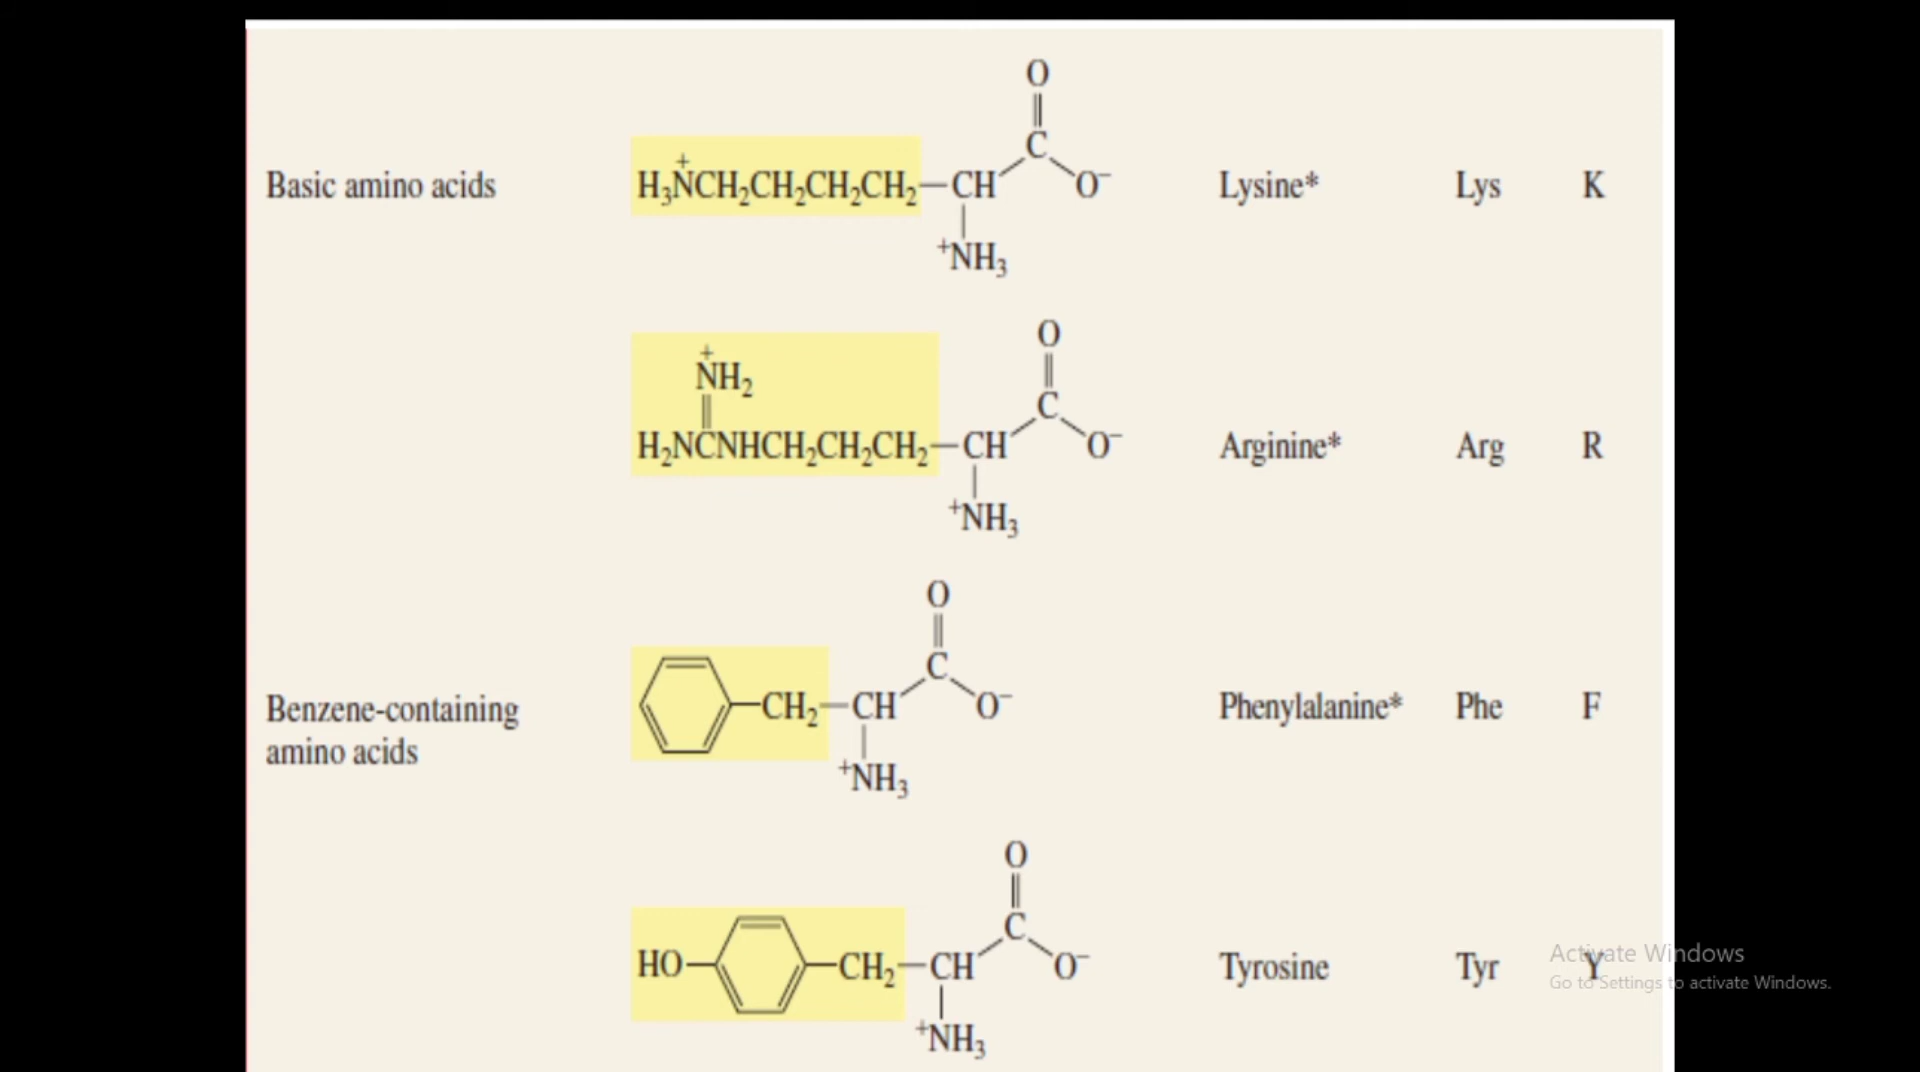 O
||
C
Basic amino acids H₃N⁺CH₂CH₂CH₂CH₂—CH O⁻ Lysine* Lys K
⁺NH₃
O
⁺NH₂
C
H₂NCNHCH₂CH₂CH₂—CH O⁻ Arginine* Arg R
⁺NH₃
O
C
Benzene-containing CH₂—CH O⁻ Phenylalanine* Phe F
amino acids
⁺NH₃
O
C
HO CH₂—CH O⁻ Tyrosine Tyr Y
⁺NH₃
Activate Windows
Go to Settings to activate Windows.